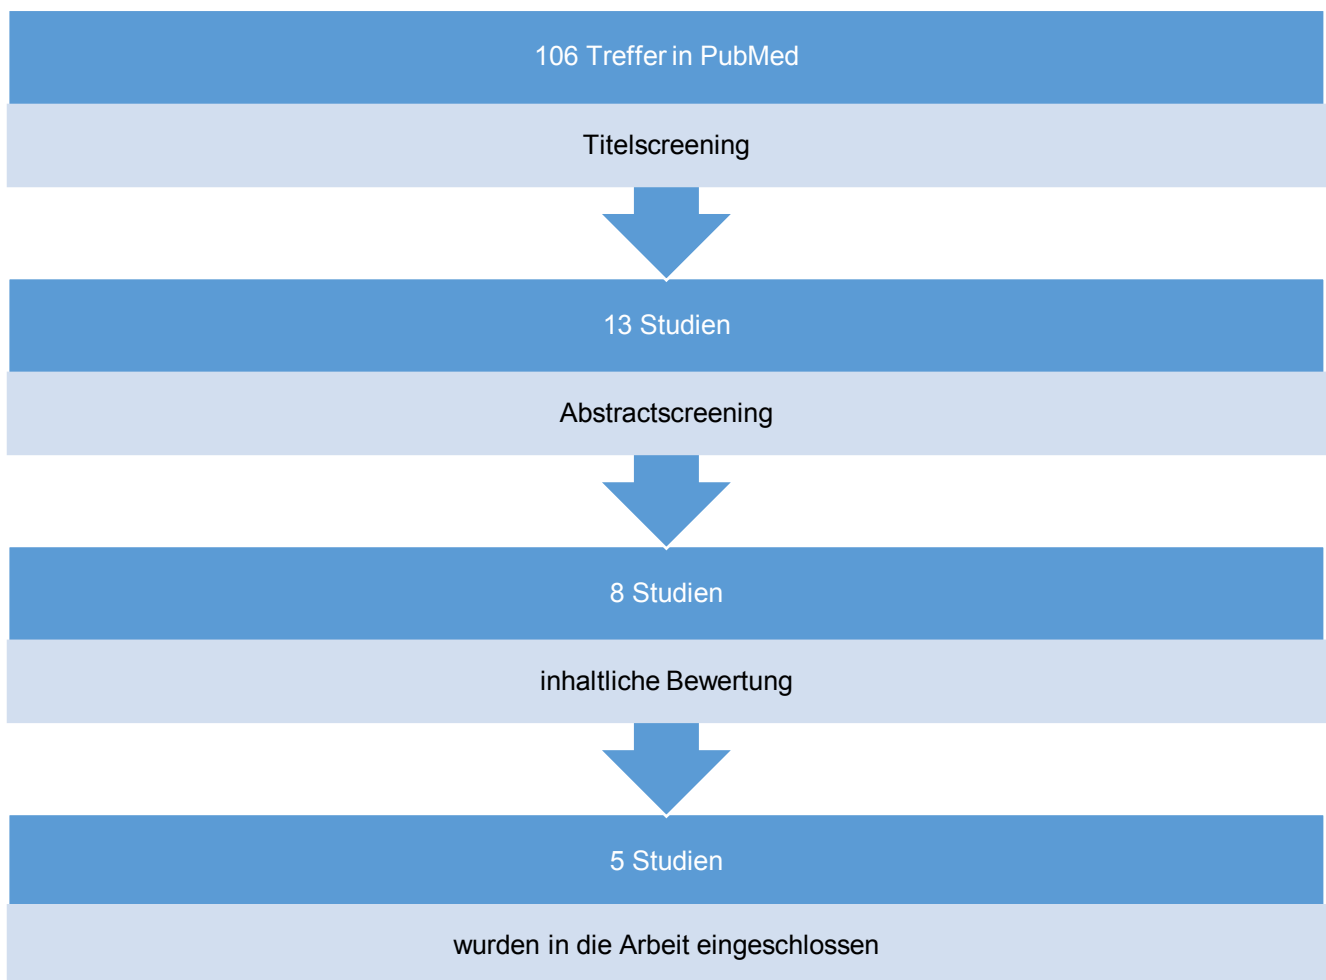 106 Treffer in PubMed
Titelscreening
13 Studien
Abstractscreening
8 Studien
inhaltliche Bewertung
5 Studien
wurden in die Arbeit eingeschlossen